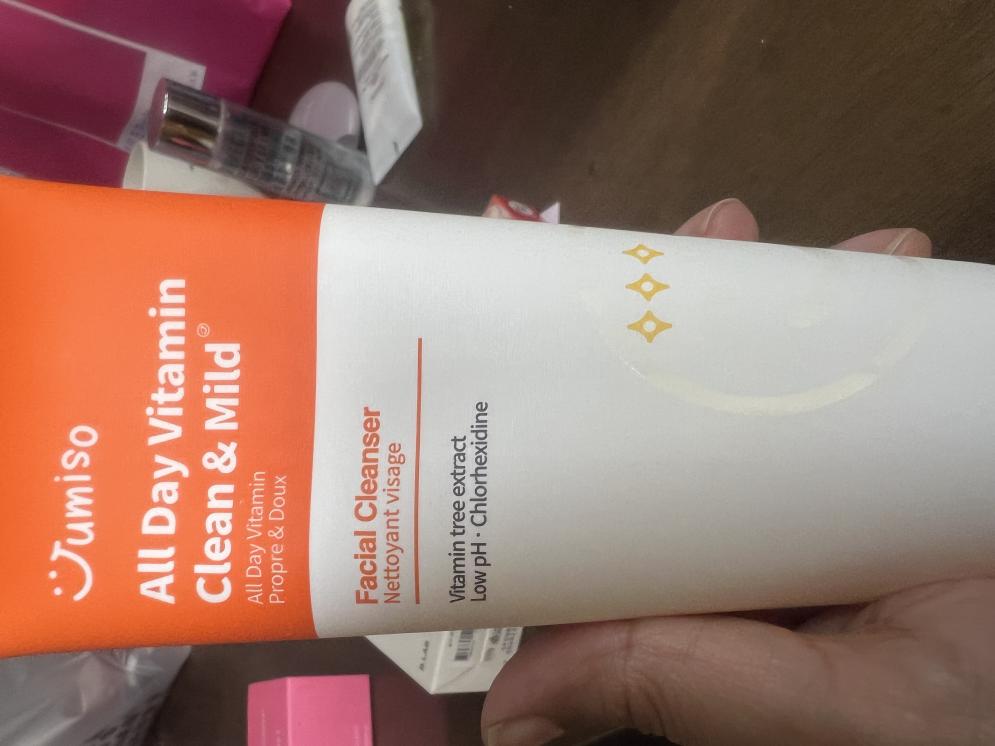 Jumiso
All Day Vitamin
Clean & Mild
All Day Vitamin
Propre & Doux
Facial Cleanser
Nettoyant visage
Vitamin tree extract
Low pH · Chlorhexidine